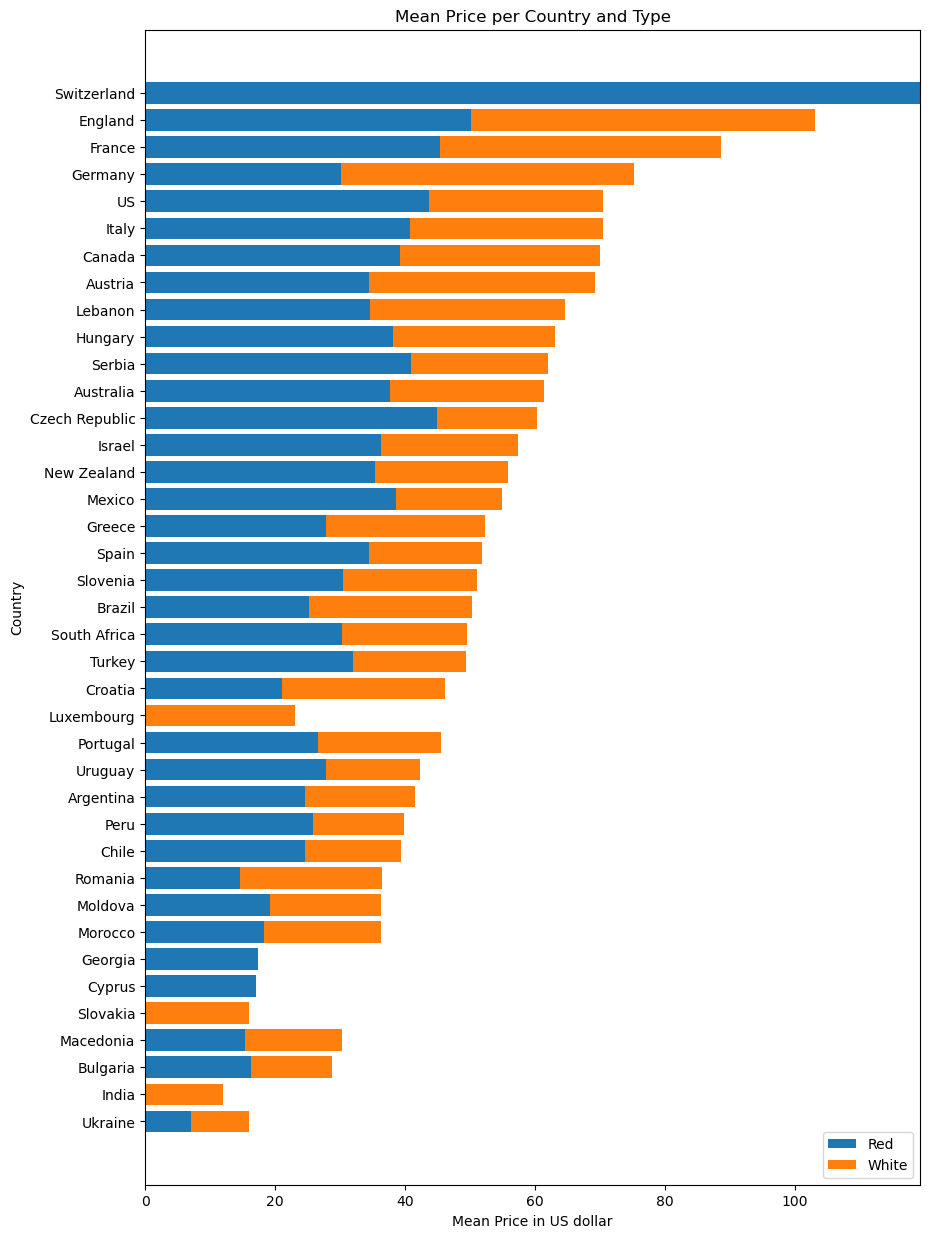 Mean Price per Country and Type
Switzerland
England
France
Germany
US
Italy
Canada
Austria
Lebanon
Hungary
Serbia
Australia
Czech Republic
Israel
New Zealand
Mexico
Greece
Spain
Slovenia
Brazil
South Africa
Turkey
Croatia
Luxembourg
Portugal
Uruguay
Argentina
Peru
Chile
Romania
Moldova
Morocco
Georgia
Cyprus
Slovakia
Macedonia
Bulgaria
India
Ukraine
Country
Red
White
0 20 40 60 80 100
Mean Price in US dollar